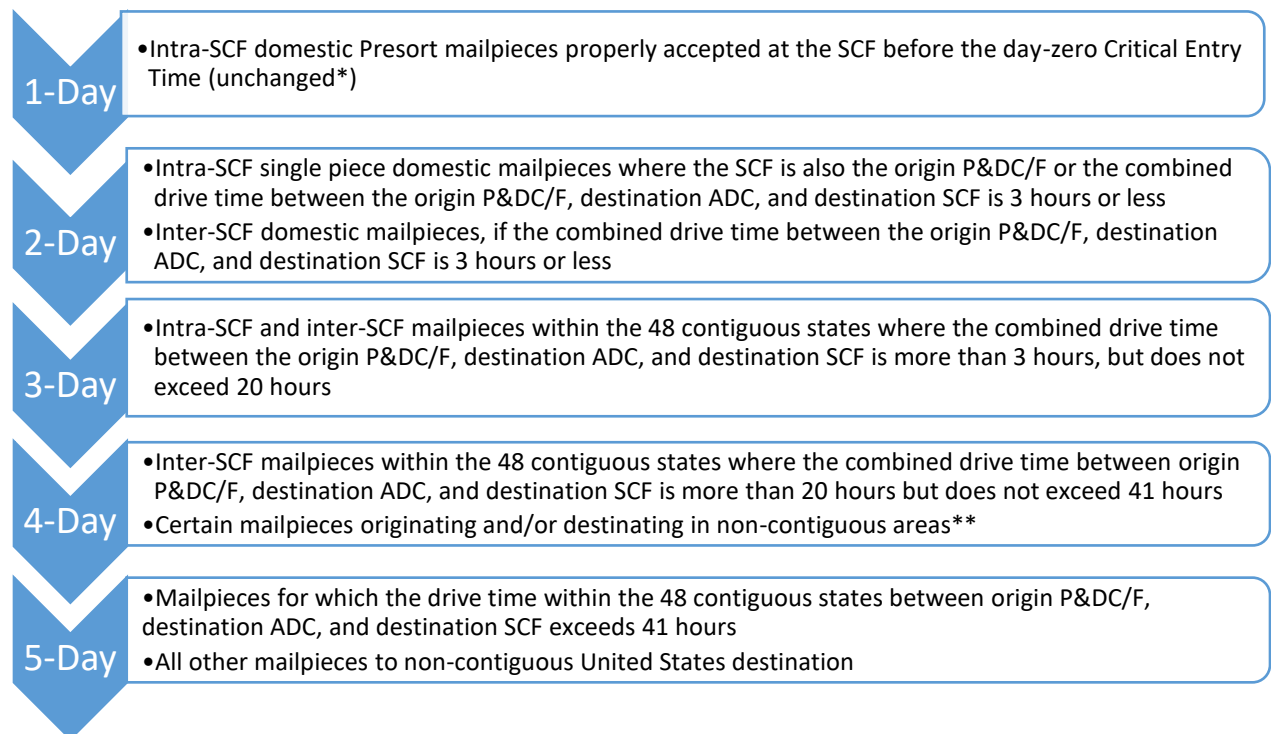 1-Day
•Intra-SCF domestic Presort mailpieces properly accepted at the SCF before the day-zero Critical Entry
Time (unchanged*)
2-Day
•Intra-SCF single piece domestic mailpieces where the SCF is also the origin P&DC/F or the combined
drive time between the origin P&DC/F, destination ADC, and destination SCF is 3 hours or less
•Inter-SCF domestic mailpieces, if the combined drive time between the origin P&DC/F, destination
ADC, and destination SCF is 3 hours or less
3-Day
•Intra-SCF and inter-SCF mailpieces within the 48 contiguous states where the combined drive time
between the origin P&DC/F, destination ADC, and destination SCF is more than 3 hours, but does not
exceed 20 hours
4-Day
•Inter-SCF mailpieces within the 48 contiguous states where the combined drive time between origin
P&DC/F, destination ADC, and destination SCF is more than 20 hours but does not exceed 41 hours
•Certain mailpieces originating and/or destinating in non-contiguous areas**
5-Day
•Mailpieces for which the drive time within the 48 contiguous states between origin P&DC/F,
destination ADC, and destination SCF exceeds 41 hours
•All other mailpieces to non-contiguous United States destination